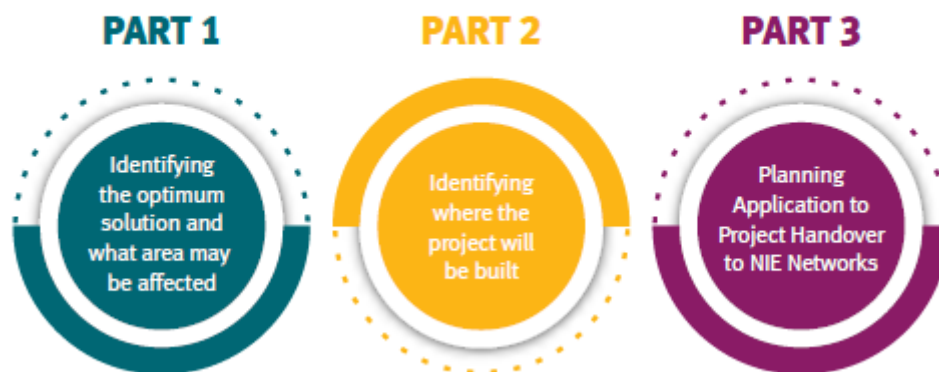 PART 1
PART 2
PART 3
Identifying
the optimum
solution and
what area may
be affected
Identifying
where the
project will
be built
Planning
Application to
Project Handover
to NIE Networks